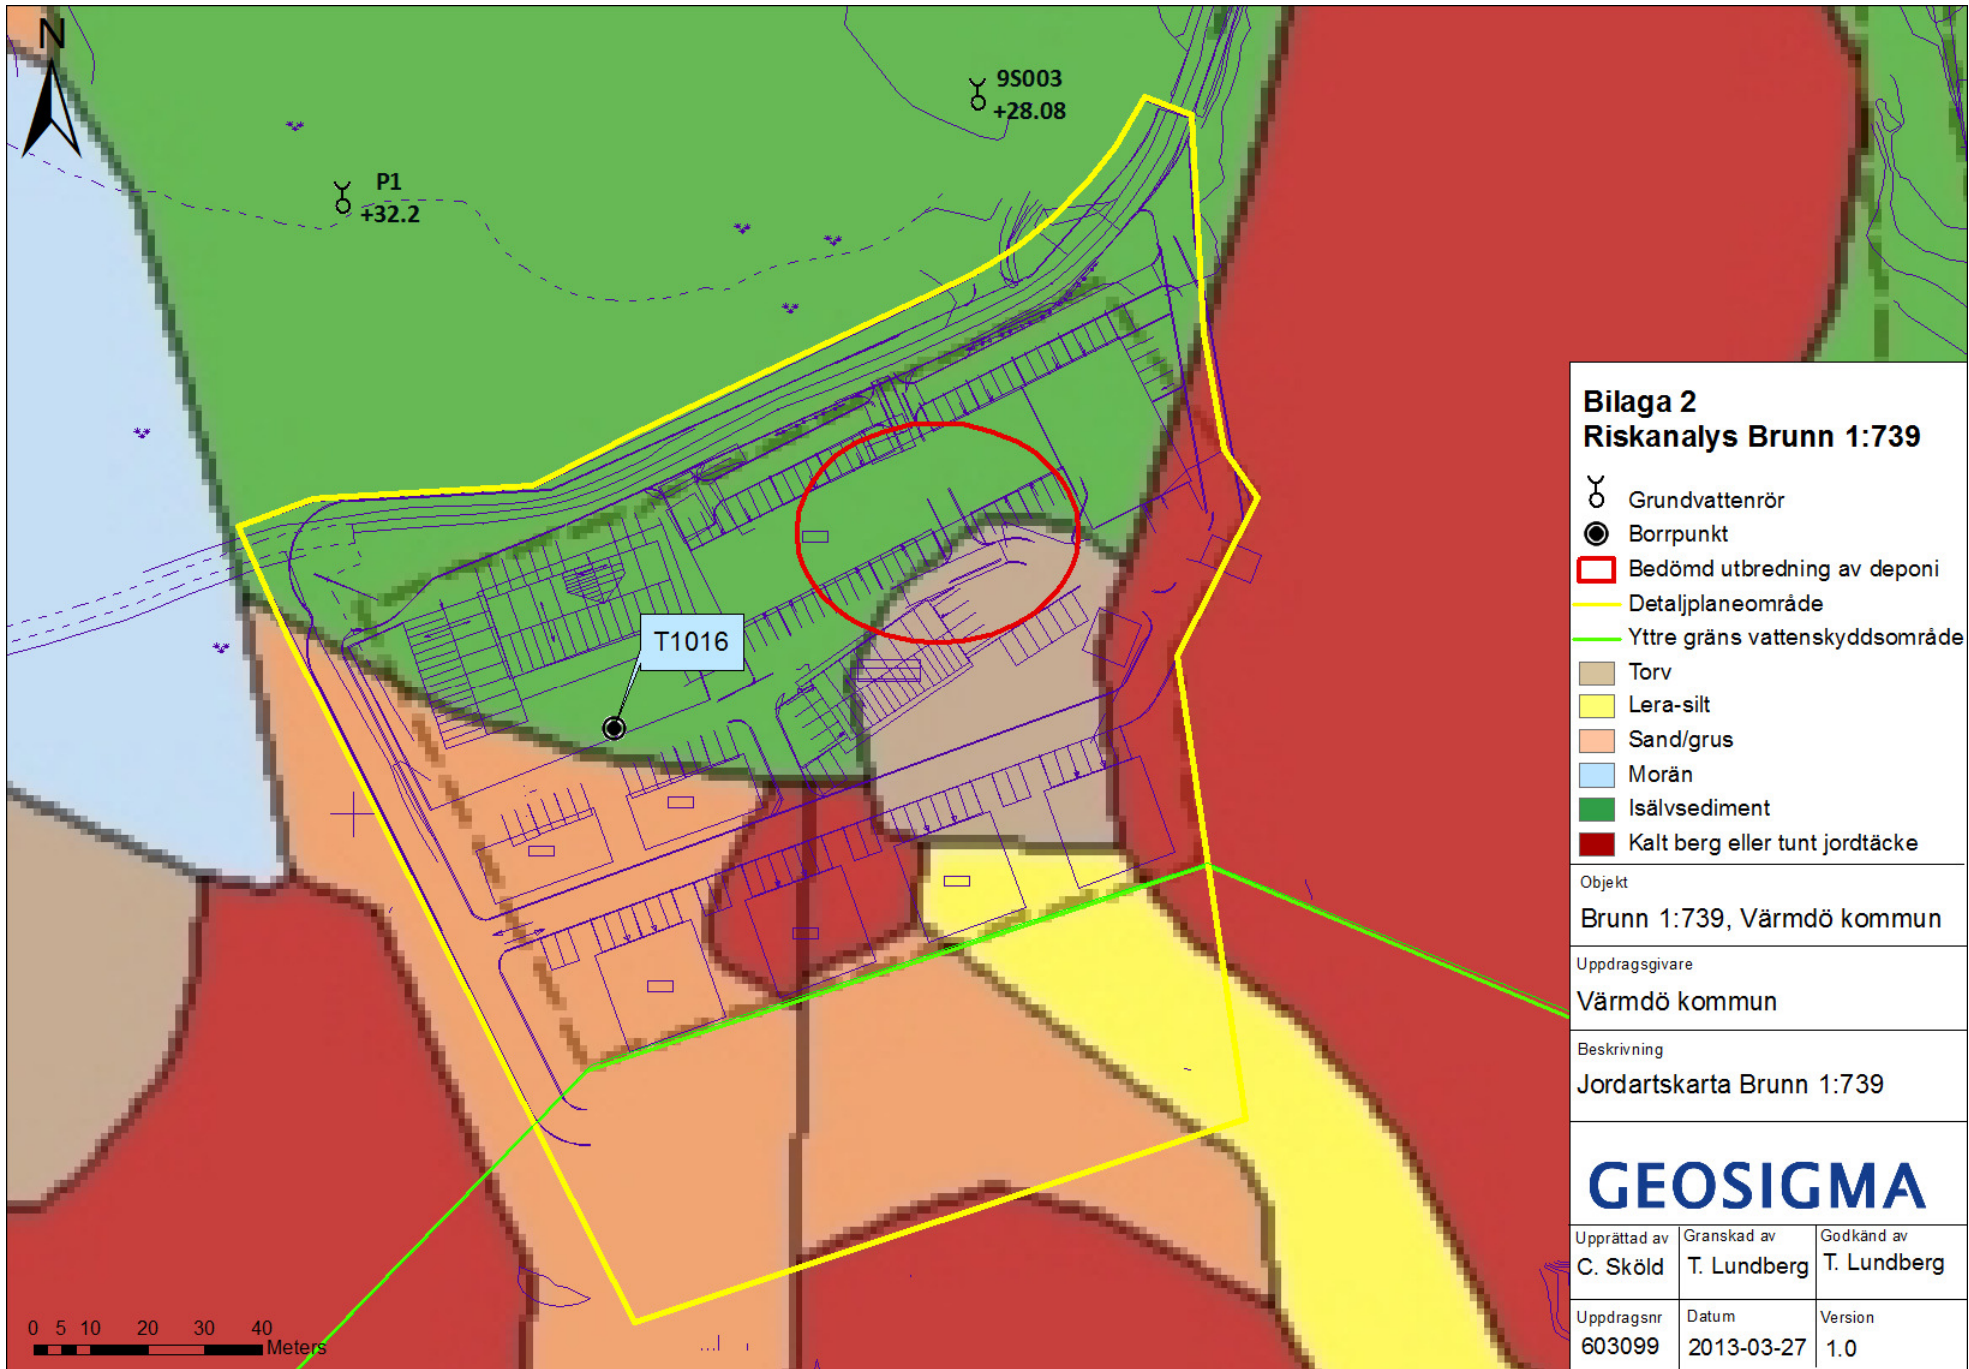 N
9S003
+28.08
P1
+32.2
T1016
0 5 10 20 30 40
Meters
Bilaga 2
Riskanalys Brunn 1:739
Grundvattenrör
Borrpunkt
Bedömd utbredning av deponi
Detaljplaneområde
Yttre gräns vattenskyddsområde
Torv
Lera-silt
Sand/grus
Morän
Isälvsediment
Kalt berg eller tunt jordtäcke
Objekt
Brunn 1:739, Värmdö kommun
Uppdragsgivare
Värmdö kommun
Beskrivning
Jordartskarta Brunn 1:739
GEOSIGMA
Upprättad av Granskad av Godkänd av
C. Sköld T. Lundberg T. Lundberg
Uppdragsnr Datum Version
603099 2013-03-27 1.0